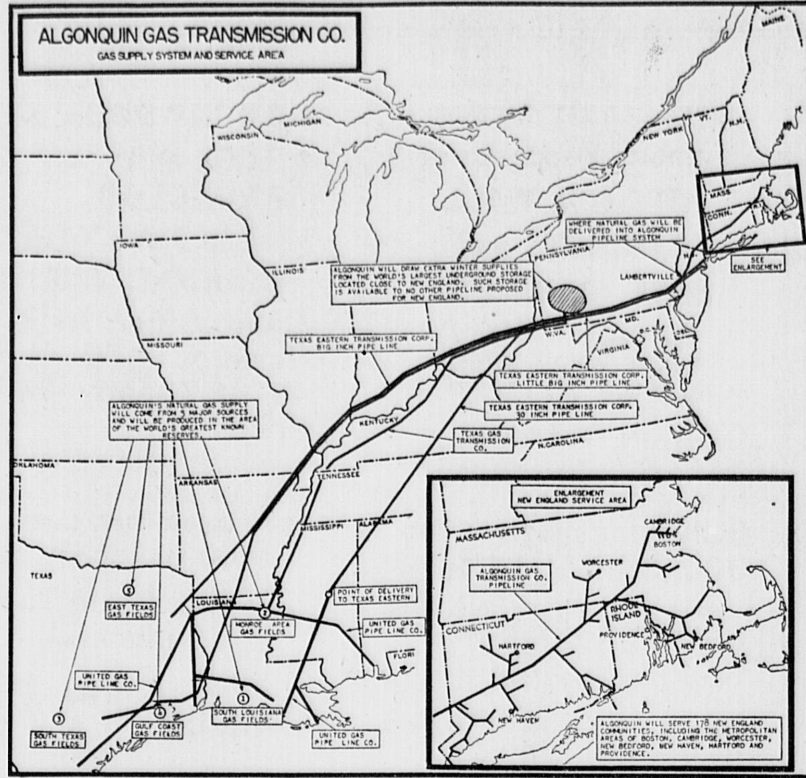 ALGONQUIN GAS TRANSMISSION CO.
GAS SUPPLY SYSTEM AND SERVICE AREA
MAINE
WISCONSIN
MICHIGAN
NEW YORK
VT.
N.H.
MASS.
CONN.
R.I.
WHERE NATURAL GAS WILL BE
DELIVERED INTO ALGONQUIN
PIPELINE SYSTEM
SEE
ENLARGEMENT
IOWA
ILLINOIS
ALGONQUIN WILL DRAW EXTRA WINTER SUPPLIES
FROM THE WORLD'S LARGEST UNDERGROUND STORAGE
LOCATED CLOSE TO NEW ENGLAND. SUCH STORAGE
IS AVAILABLE TO NO OTHER PIPELINE PROPOSED
FOR NEW ENGLAND.
PENNSYLVANIA
LAMBERTVILLE
N.J.
MISSOURI
TEXAS EASTERN TRANSMISSION CORP.
BIG INCH PIPE LINE
W.VA.
MD.
D.C.
DEL.
VIRGINIA
TEXAS EASTERN TRANSMISSION CORP.
LITTLE BIG INCH PIPE LINE
ALGONQUIN'S NATURAL GAS SUPPLY
WILL COME FROM 5 MAJOR SOURCES
AND WILL BE PRODUCED IN THE AREA
OF THE WORLD'S GREATEST KNOWN
RESERVES.
TEXAS EASTERN TRANSMISSION CORP.
30 INCH PIPE LINE
KENTUCKY
TEXAS GAS
TRANSMISSION
CO.
N.CAROLINA
OKLAHOMA
ARKANSAS
TENNESSEE
MISSISSIPPI
ALABAMA
TEXAS
5
EAST TEXAS
GAS FIELDS
LOUISIANA
2
MONROE AREA
GAS FIELDS
POINT OF DELIVERY
TO TEXAS EASTERN
UNITED GAS
PIPE LINE CO.
FLORI
UNITED GAS
PIPE LINE CO.
3
SOUTH TEXAS
GAS FIELDS
4
GULF COAST
GAS FIELDS
1
SOUTH LOUISIANA
GAS FIELDS
UNITED GAS
PIPE LINE CO.
ENLARGEMENT
NEW ENGLAND SERVICE AREA
MASSACHUSETTS
CAMBRIDGE
BOSTON
WORCESTER
ALGONQUIN GAS
TRANSMISSION CO.
PIPELINE
RHODE
ISLAND
CONNECTICUT
PROVIDENCE
HARTFORD
NEW BEDFORD
NEW HAVEN
ALGONQUIN WILL SERVE 178 NEW ENGLAND
COMMUNITIES, INCLUDING THE METROPOLITAN
AREAS OF BOSTON, CAMBRIDGE, WORCESTER,
NEW BEDFORD, NEW HAVEN, HARTFORD AND
PROVIDENCE.